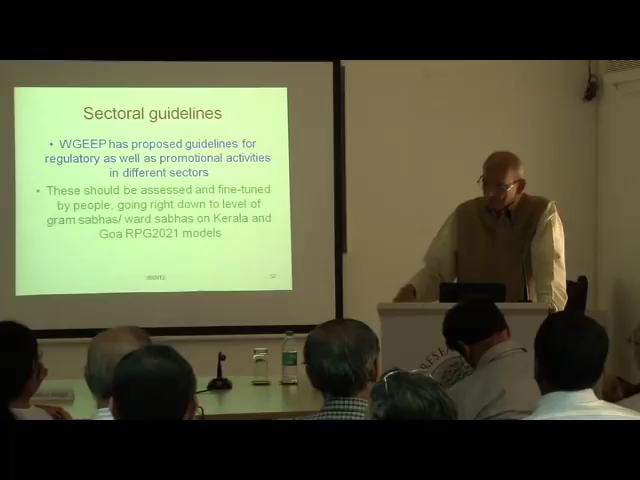 Sectoral guidelines
• WGEEP has proposed guidelines for
regulatory as well as promotional activities
in different sectors
• These should be assessed and fine-tuned
by people, going right down to level of
gram sabhas/ ward sabhas on Kerala and
Goa RPG2021 models
RESE